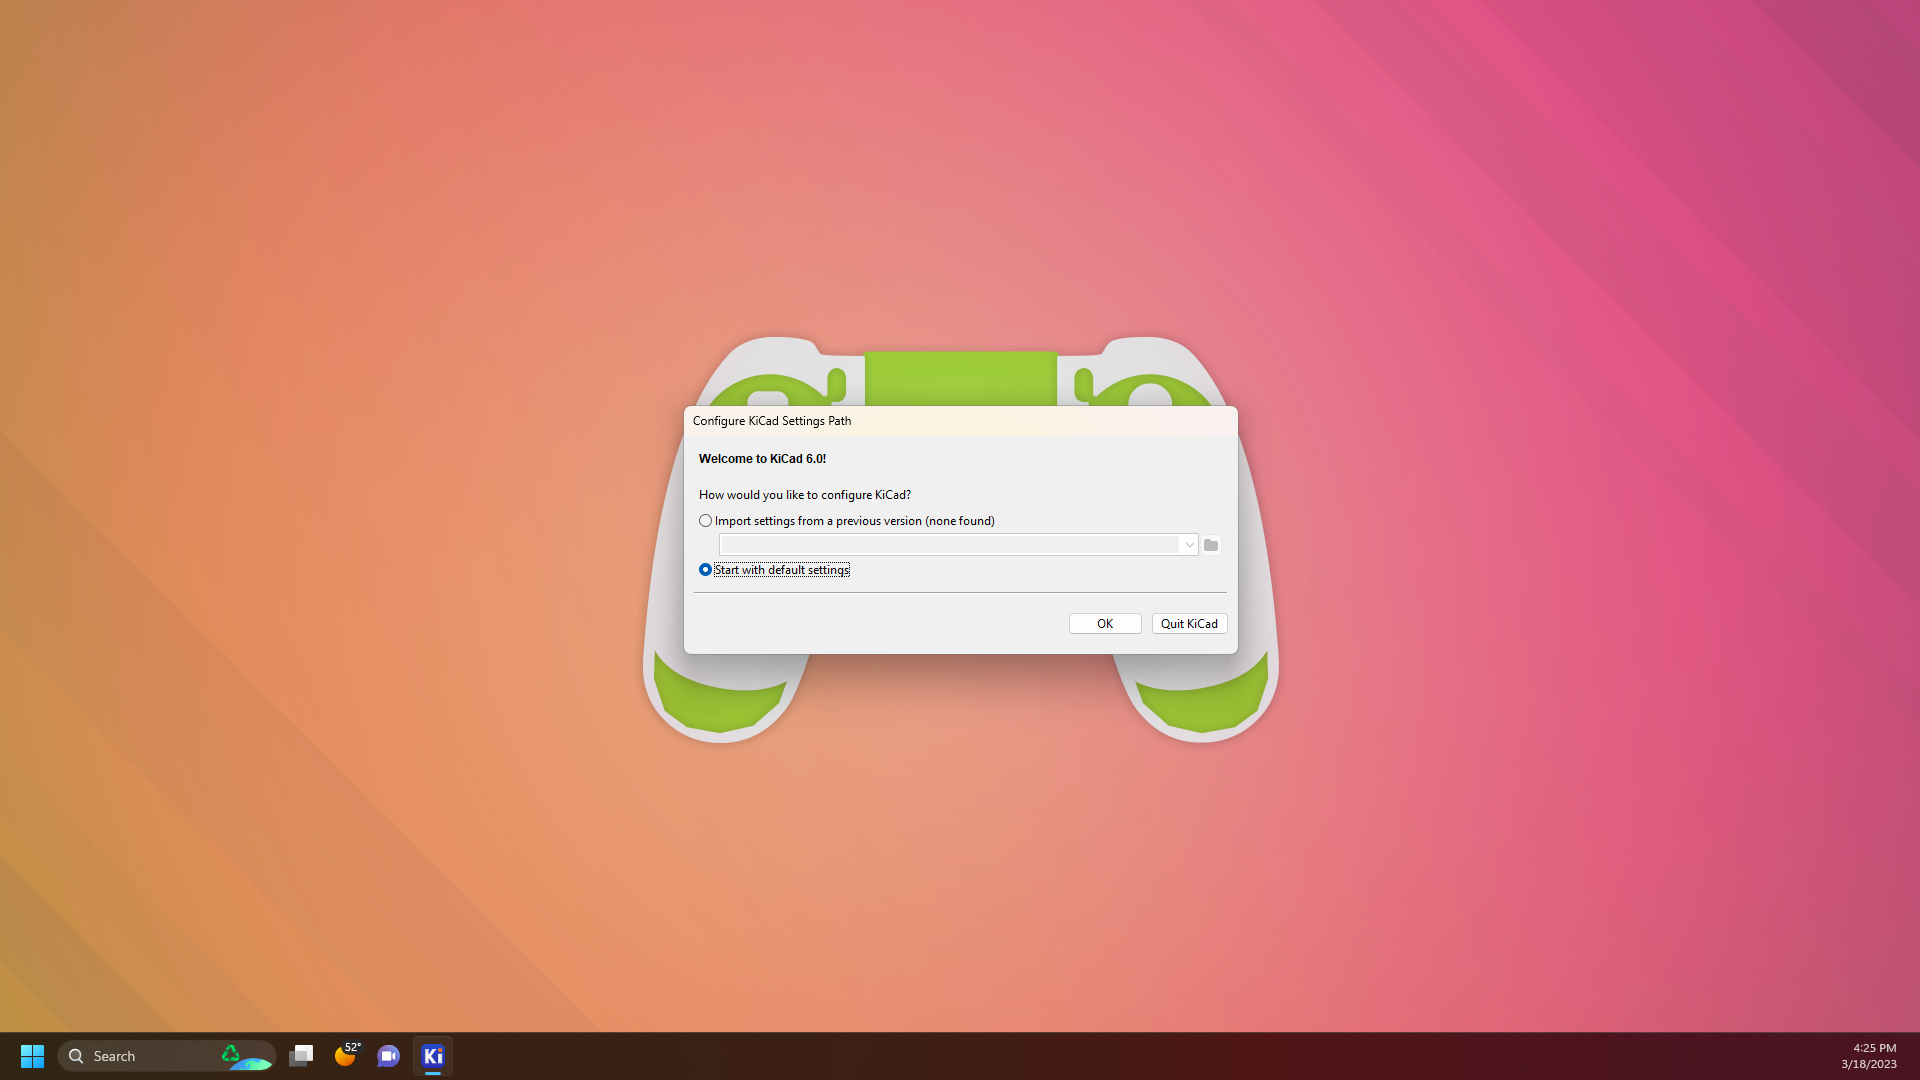 Configure KiCad Settings Path
Welcome to KiCad 6.0!
How would you like to configure KiCad?
Import settings from a previous version (none found)
Start with default settings
OK
Quit KiCad
Search
52°
Ki
4:25 PM
3/18/2023